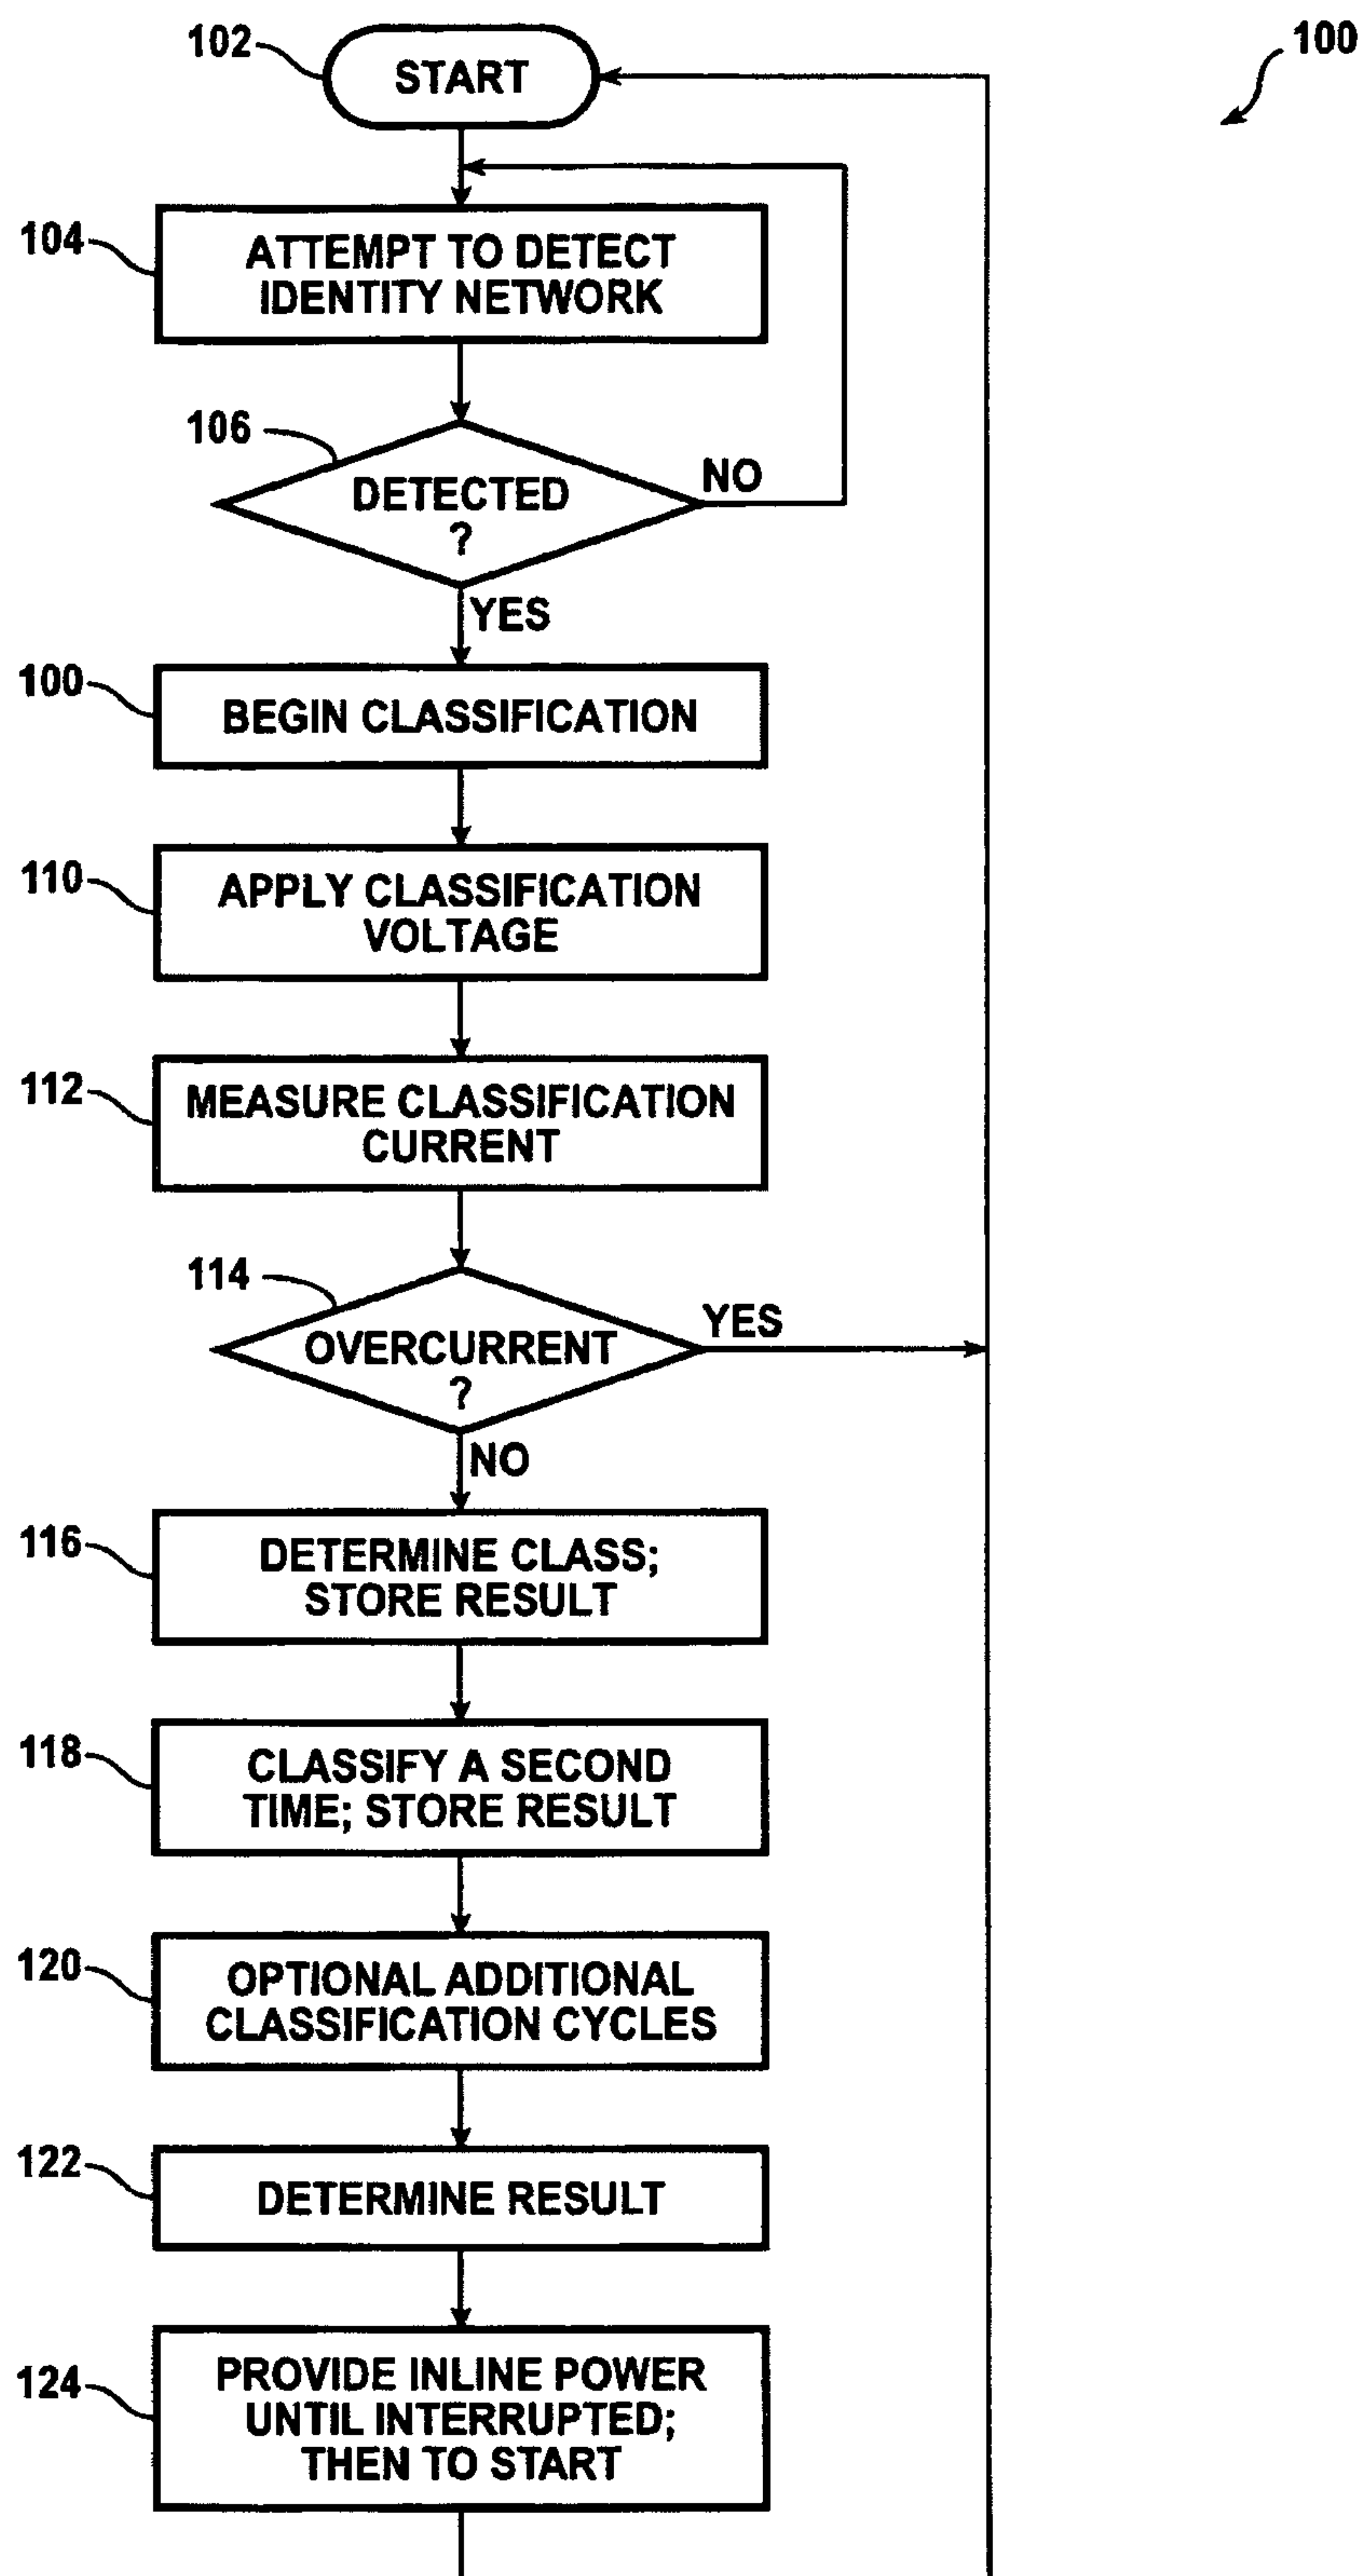 100
102
START
104
ATTEMPT TO DETECT
IDENTITY NETWORK
106
DETECTED
?
NO
YES
100
BEGIN CLASSIFICATION
110
APPLY CLASSIFICATION
VOLTAGE
112
MEASURE CLASSIFICATION
CURRENT
114
OVERCURRENT
?
YES
NO
116
DETERMINE CLASS;
STORE RESULT
118
CLASSIFY A SECOND
TIME; STORE RESULT
120
OPTIONAL ADDITIONAL
CLASSIFICATION CYCLES
122
DETERMINE RESULT
124
PROVIDE INLINE POWER
UNTIL INTERRUPTED;
THEN TO START